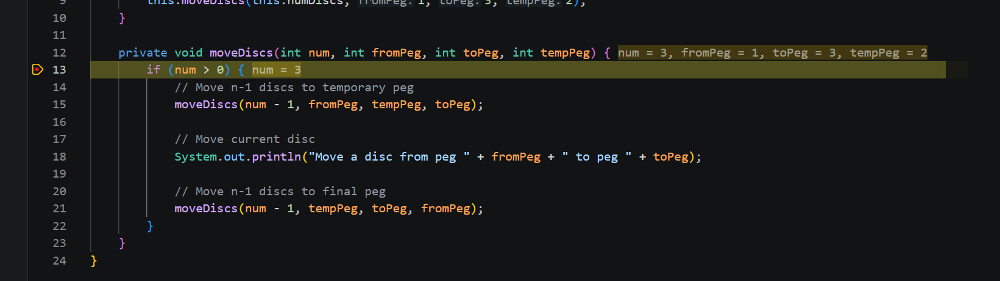 9 this.moveDiscs(this.numDiscs, fromPeg: 1, toPeg: 3, tempPeg: 2);
10 }
11
12 private void moveDiscs(int num, int fromPeg, int toPeg, int tempPeg) { num = 3, fromPeg = 1, toPeg = 3, tempPeg = 2
13 if (num > 0) { num = 3
14 // Move n-1 discs to temporary peg
15 moveDiscs(num - 1, fromPeg, tempPeg, toPeg);
16
17 // Move current disc
18 System.out.println("Move a disc from peg " + fromPeg + " to peg " + toPeg);
19
20 // Move n-1 discs to final peg
21 moveDiscs(num - 1, tempPeg, toPeg, fromPeg);
22 }
23 }
24 }